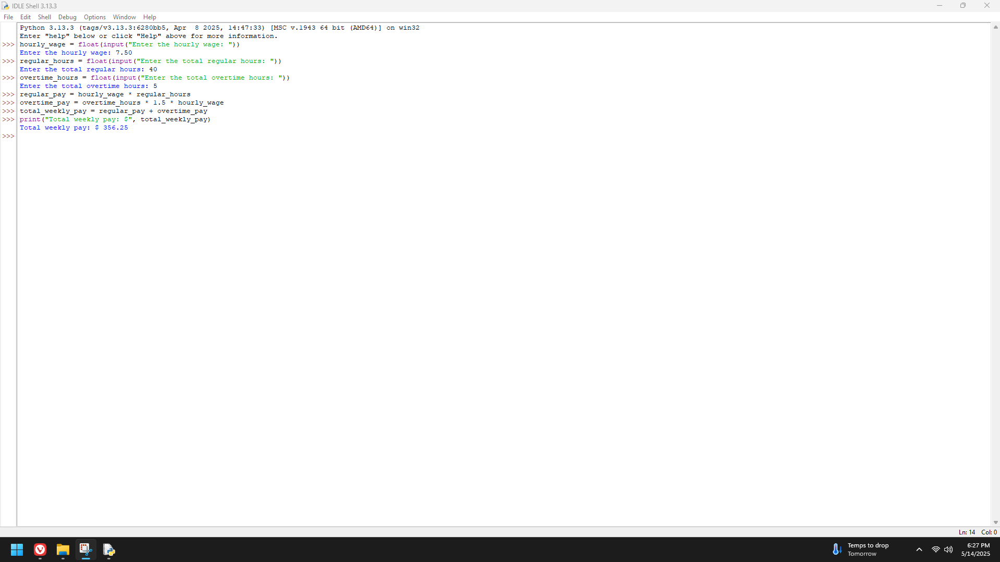 IDLE Shell 3.13.3
File Edit Shell Debug Options Window Help
Python 3.13.3 (tags/v3.13.3:6280bb5, Apr  8 2025, 14:47:33) [MSC v.1943 64 bit (AMD64)] on win32
Enter "help" below or click "Help" above for more information.
>>> hourly_wage = float(input("Enter the hourly wage: "))
Enter the hourly wage: 7.50
>>> regular_hours = float(input("Enter the total regular hours: "))
Enter the total regular hours: 40
>>> overtime_hours = float(input("Enter the total overtime hours: "))
Enter the total overtime hours: 5
>>> regular_pay = hourly_wage * regular_hours
>>> overtime_pay = overtime_hours * 1.5 * hourly_wage
>>> total_weekly_pay = regular_pay + overtime_pay
>>> print("Total weekly pay: $", total_weekly_pay)
Total weekly pay: $ 356.25
>>>
Ln: 14 Col: 0
Temps to drop
Tomorrow
6:27 PM
5/14/2025